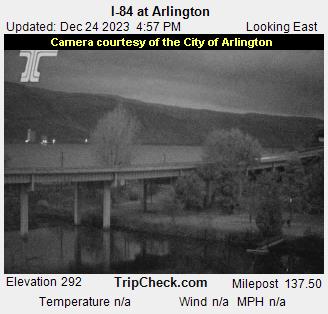 I-84 at Arlington
Updated: Dec 24 2023 4:57 PM Looking East
Camera courtesy of the City of Arlington
Elevation 292 TripCheck.com Milepost 137.50
Temperature n/a Wind n/a MPH n/a